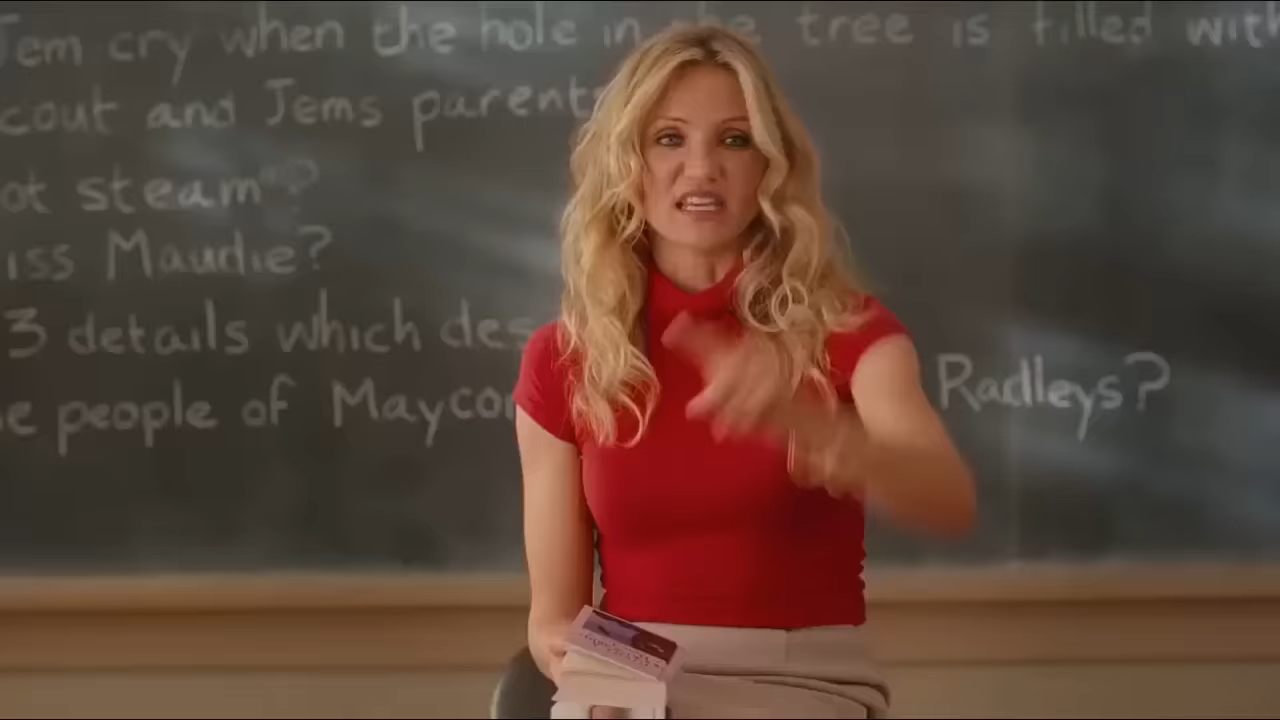 Jem cry when the hole in the tree is filled with
cout and Jems parents
ot steam"?
iss Maudie?
3 details which des
e people of Maycom Radleys?